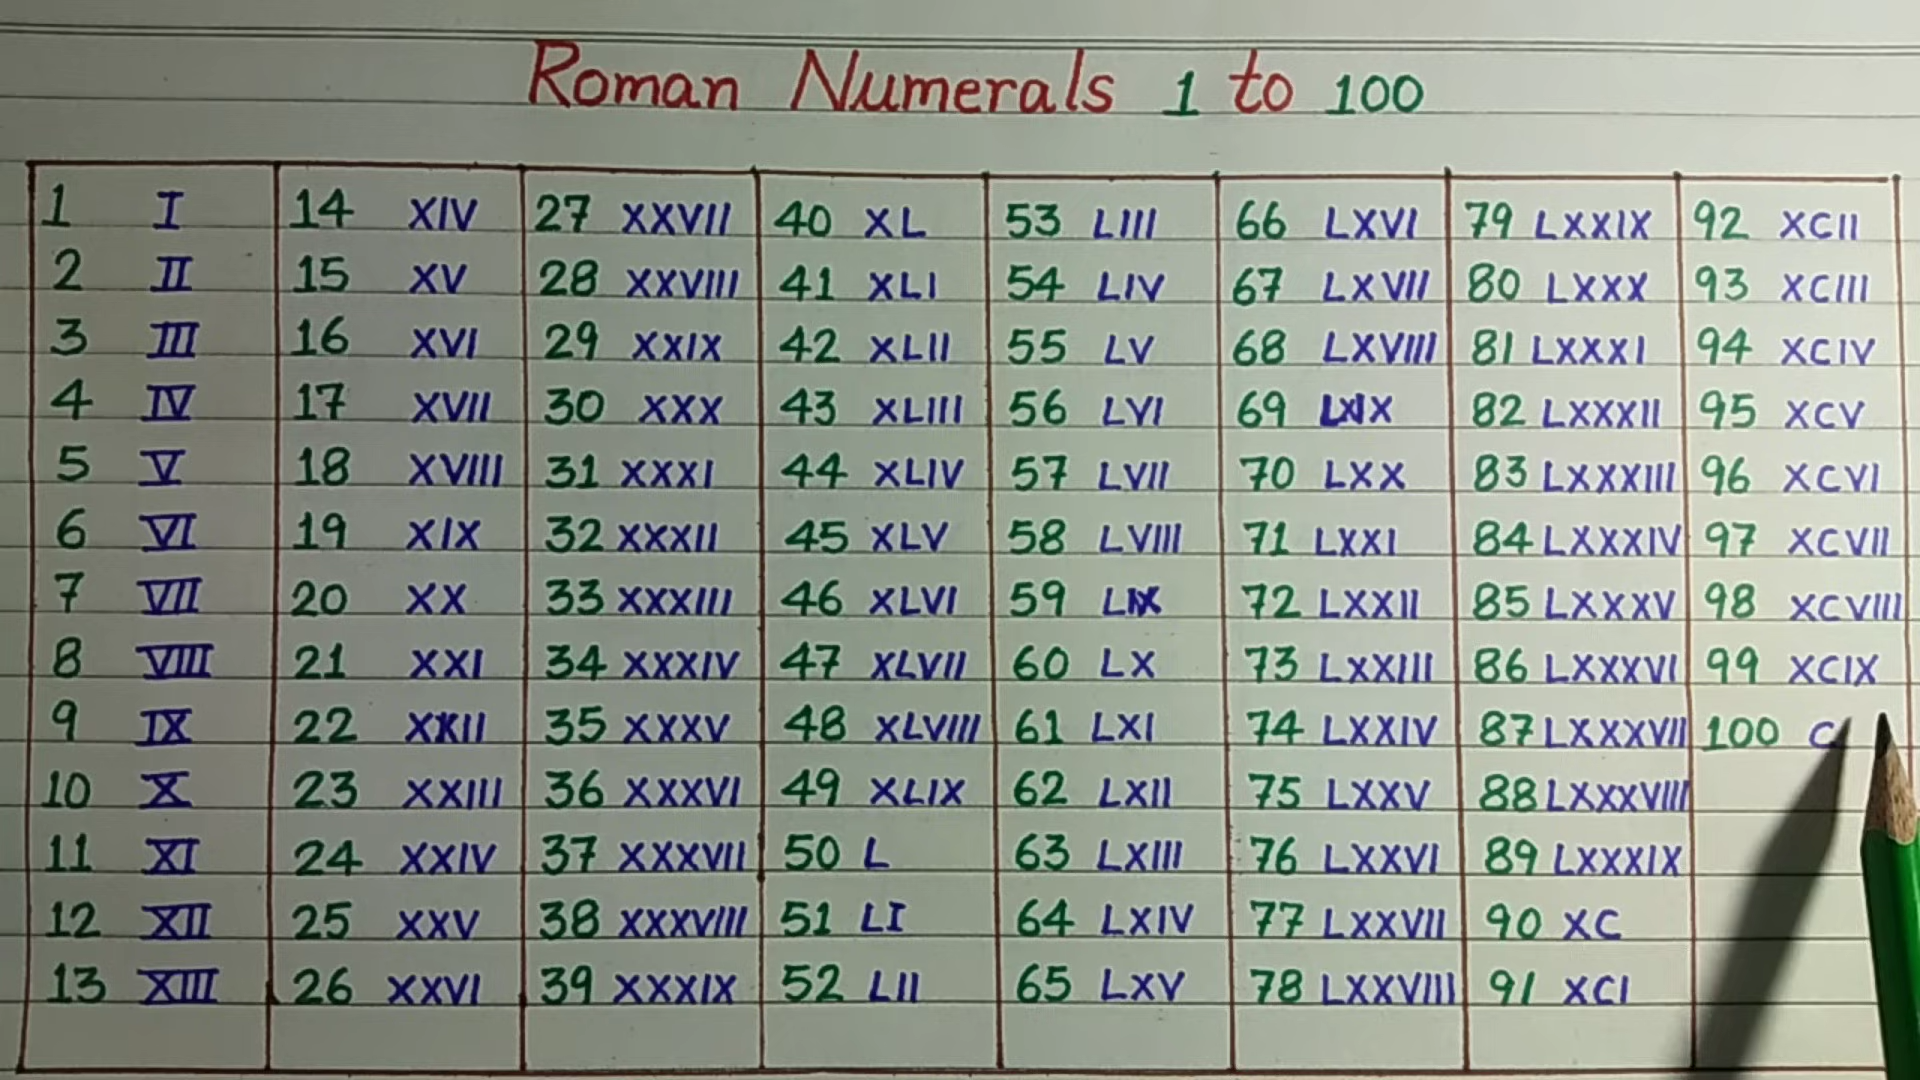 Roman Numerals 1 to 100
1 I
2 II
3 III
4 IV
5 V
6 VI
7 VII
8 VIII
9 IX
10 X
11 XI
12 XII
13 XIII
14 XIV
15 XV
16 XVI
17 XVII
18 XVIII
19 XIX
20 XX
21 XXI
22 XXII
23 XXIII
24 XXIV
25 XXV
26 XXVI
27 XXVII
28 XXVIII
29 XXIX
30 XXX
31 XXXI
32 XXXII
33 XXXIII
34 XXXIV
35 XXXV
36 XXXVI
37 XXXVII
38 XXXVIII
39 XXXIX
40 XL
41 XLI
42 XLII
43 XLIII
44 XLIV
45 XLV
46 XLVI
47 XLVII
48 XLVIII
49 XLIX
50 L
51 LI
52 LII
53 LIII
54 LIV
55 LV
56 LVI
57 LVII
58 LVIII
59 LIX
60 LX
61 LXI
62 LXII
63 LXIII
64 LXIV
65 LXV
66 LXVI
67 LXVII
68 LXVIII
69 LXIX
70 LXX
71 LXXI
72 LXXII
73 LXXIII
74 LXXIV
75 LXXV
76 LXXVI
77 LXXVII
78 LXXVIII
79 LXXIX
80 LXXX
81 LXXXI
82 LXXXII
83 LXXXIII
84 LXXXIV
85 LXXXV
86 LXXXVI
87 LXXXVII
88 LXXXVIII
89 LXXXIX
90 XC
91 XCI
92 XCII
93 XCIII
94 XCIV
95 XCV
96 XCVI
97 XCVII
98 XCVIII
99 XCIX
100 C